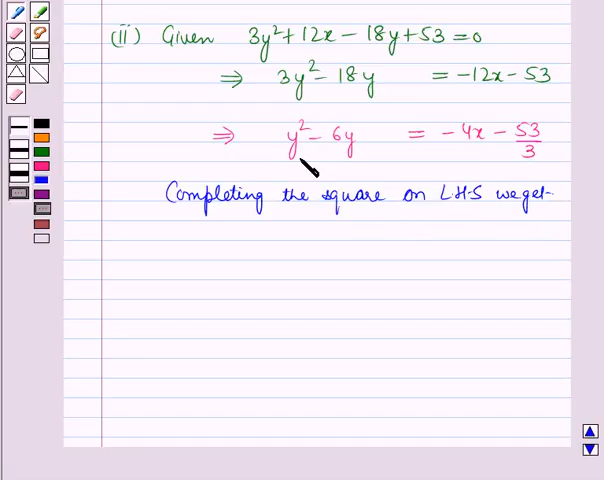 (ii) Given 3y²+12x-18y+53=0
⇒ 3y²-18y = -12x-53
⇒ y²-6y = -4x-53/3
Completing the square on L.H.S we get-